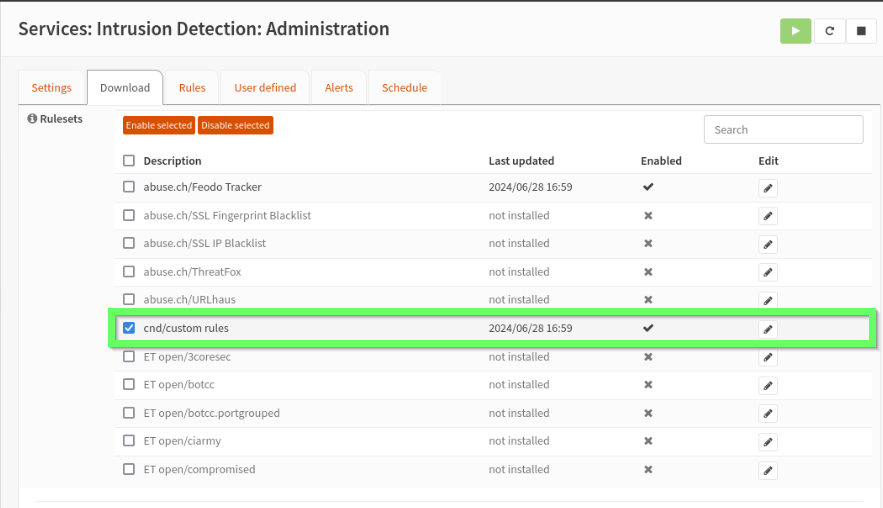 Services: Intrusion Detection: Administration
Settings Download Rules User defined Alerts Schedule
Rulesets
Enable selected Disable selected Search
Description Last updated Enabled Edit
abuse.ch/Feodo Tracker 2024/06/28 16:59
abuse.ch/SSL Fingerprint Blacklist not installed
abuse.ch/SSL IP Blacklist not installed
abuse.ch/ThreatFox not installed
abuse.ch/URLhaus not installed
cnd/custom rules 2024/06/28 16:59
ET open/3coresec not installed
ET open/botcc not installed
ET open/botcc.portgrouped not installed
ET open/ciarmy not installed
ET open/compromised not installed